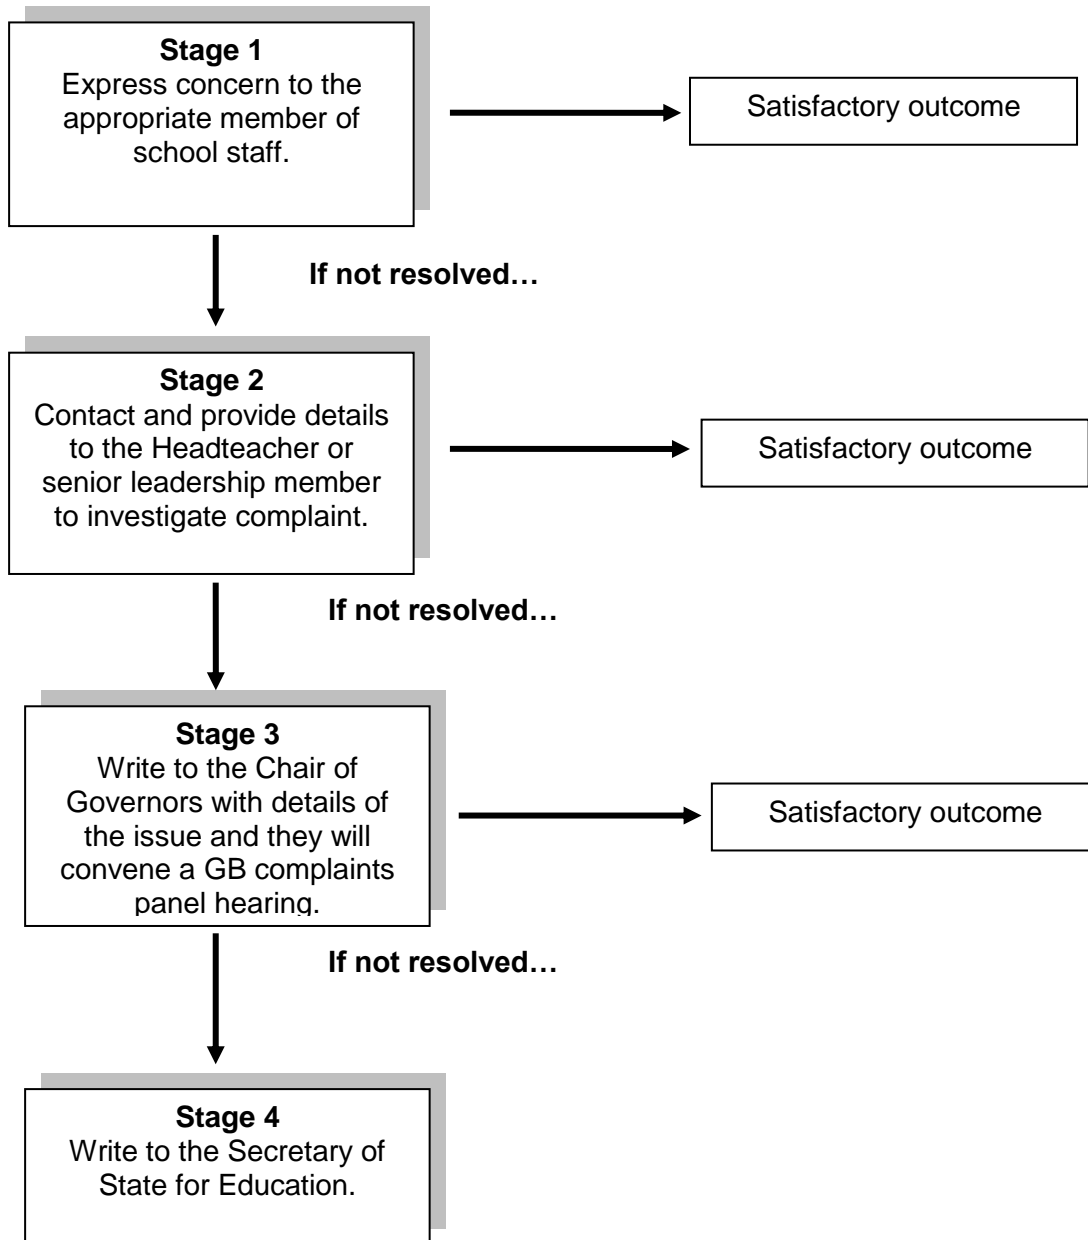 Stage 1
Express concern to the
appropriate member of
school staff.
Satisfactory outcome
If not resolved…
Stage 2
Contact and provide details
to the Headteacher or
senior leadership member
to investigate complaint.
Satisfactory outcome
If not resolved…
Stage 3
Write to the Chair of
Governors with details of
the issue and they will
convene a GB complaints
panel hearing.
Satisfactory outcome
If not resolved…
Stage 4
Write to the Secretary of
State for Education.